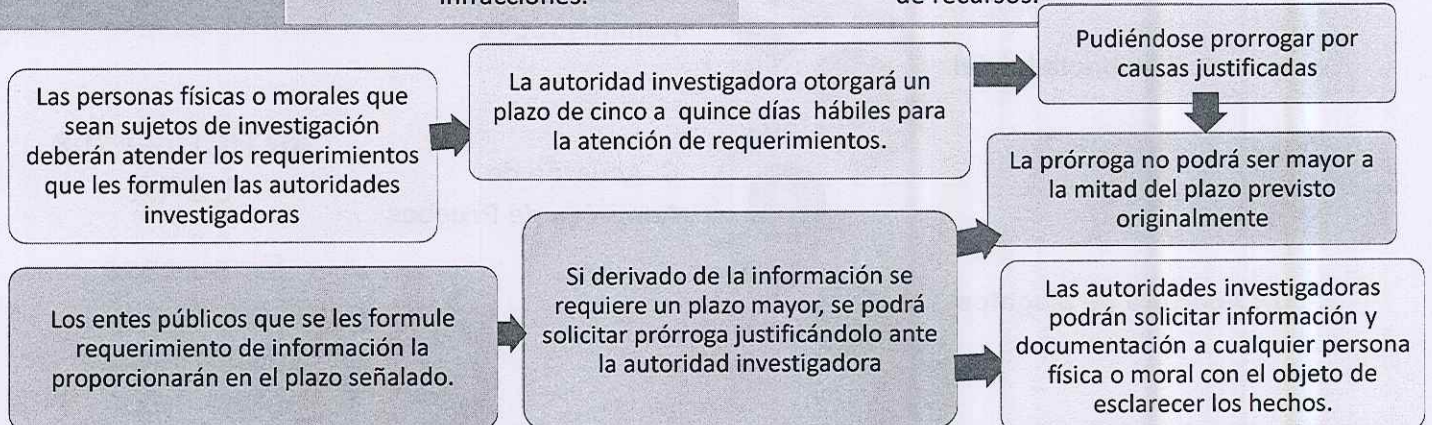 infracciones.
de recursos.
Las personas físicas o morales que
sean sujetos de investigación
deberán atender los requerimientos
que les formulen las autoridades
investigadoras
La autoridad investigadora otorgará un
plazo de cinco a quince días hábiles para
la atención de requerimientos.
Pudiéndose prorrogar por
causas justificadas
La prórroga no podrá ser mayor a
la mitad del plazo previsto
originalmente
Los entes públicos que se les formule
requerimiento de información la
proporcionarán en el plazo señalado.
Si derivado de la información se
requiere un plazo mayor, se podrá
solicitar prórroga justificándolo ante
la autoridad investigadora
Las autoridades investigadoras
podrán solicitar información y
documentación a cualquier persona
física o moral con el objeto de
esclarecer los hechos.